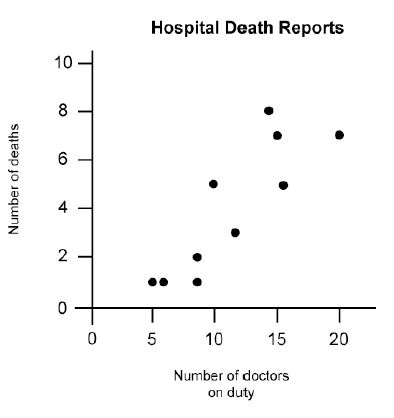 Hospital Death Reports
10
8
6
4
2
0
Number of deaths
0 5 10 15 20
Number of doctors
on duty